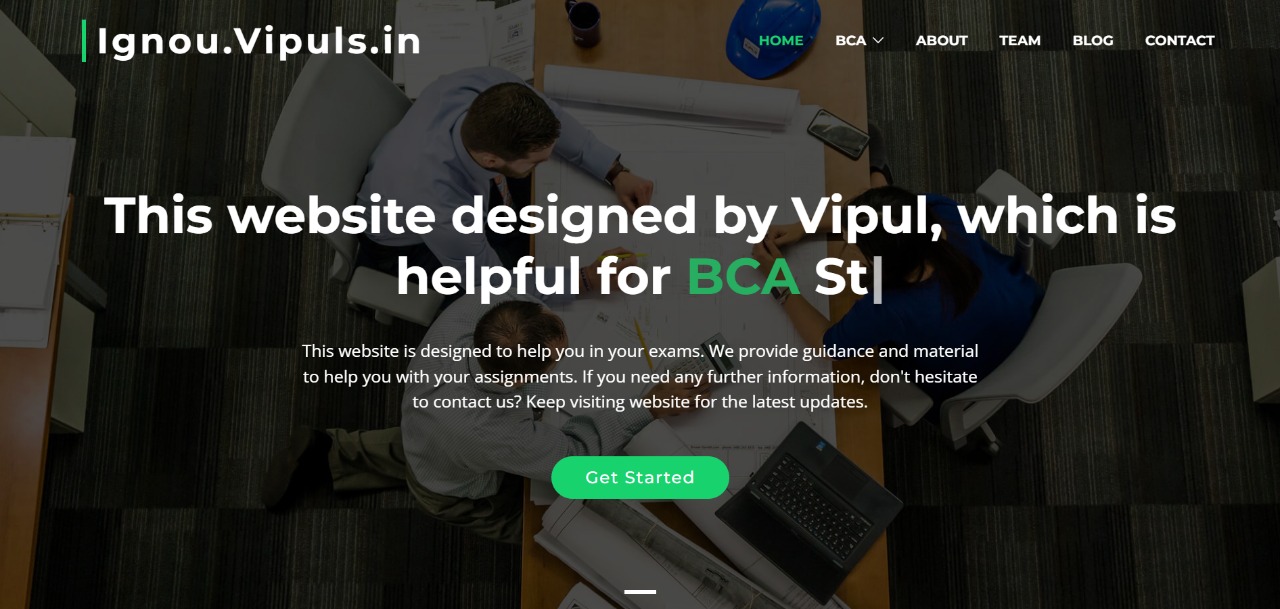 Ignou.Vipuls.in
HOME BCA ABOUT TEAM BLOG CONTACT
This website designed by Vipul, which is
helpful for BCA St|
This website is designed to help you in your exams. We provide guidance and material
to help you with your assignments. If you need any further information, don't hesitate
to contact us? Keep visiting website for the latest updates.
Get Started